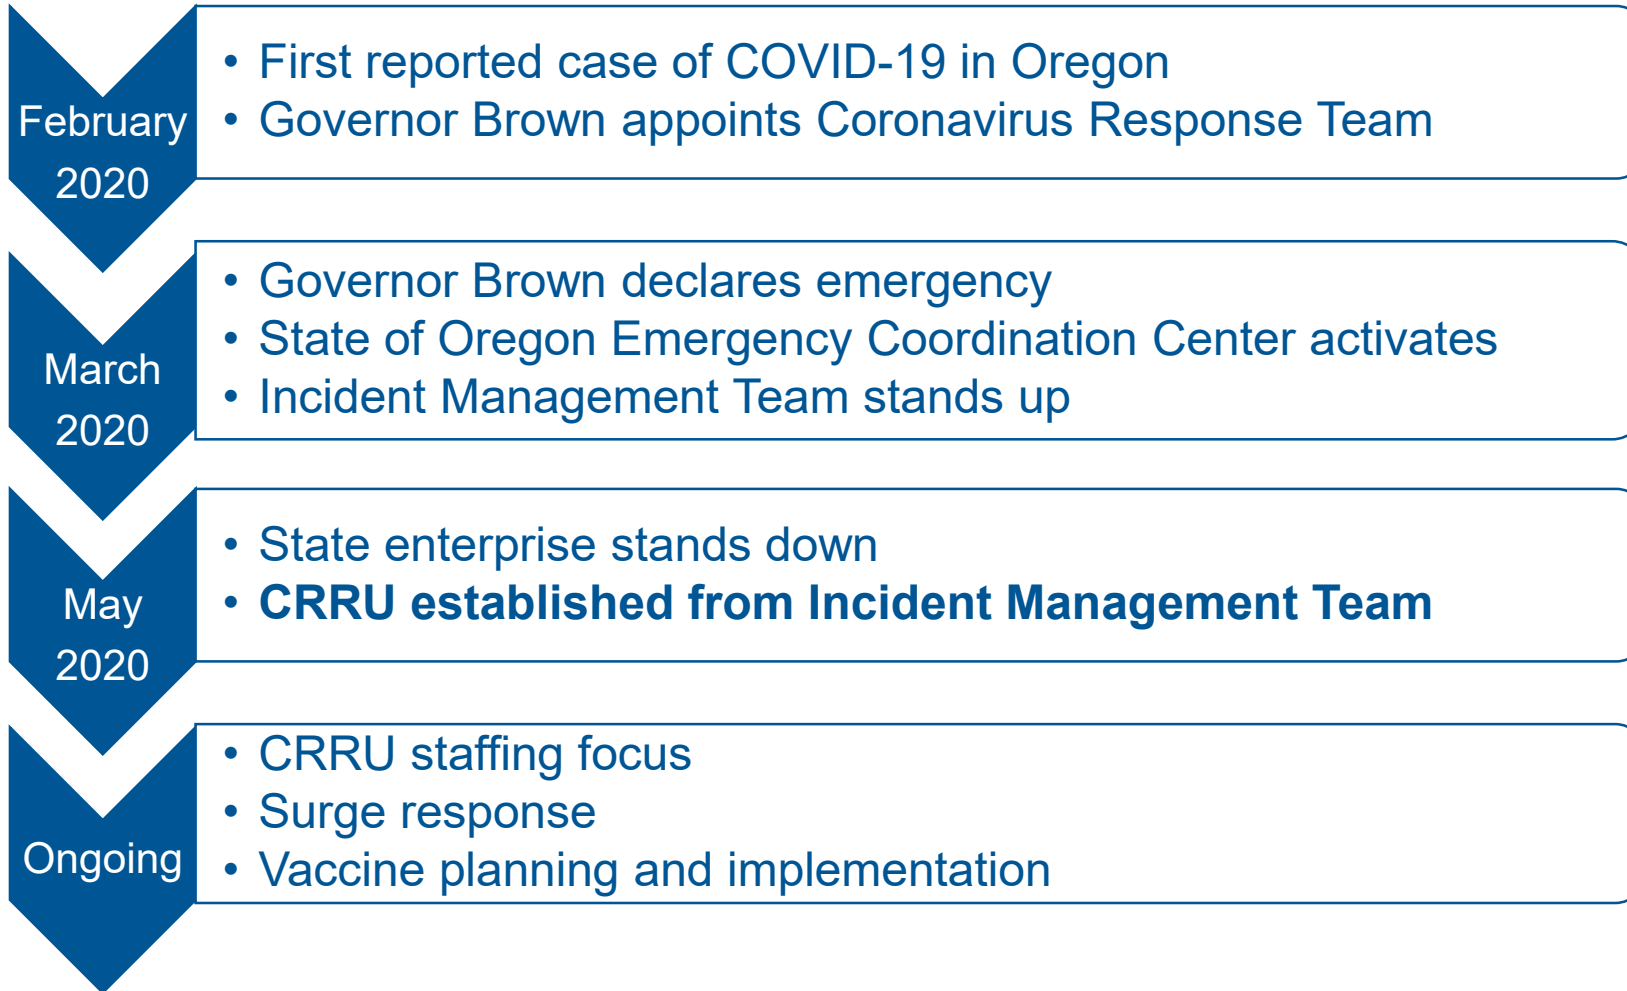 February
2020
• First reported case of COVID-19 in Oregon
• Governor Brown appoints Coronavirus Response Team
March
2020
• Governor Brown declares emergency
• State of Oregon Emergency Coordination Center activates
• Incident Management Team stands up
May
2020
• State enterprise stands down
• CRRU established from Incident Management Team
Ongoing
• CRRU staffing focus
• Surge response
• Vaccine planning and implementation